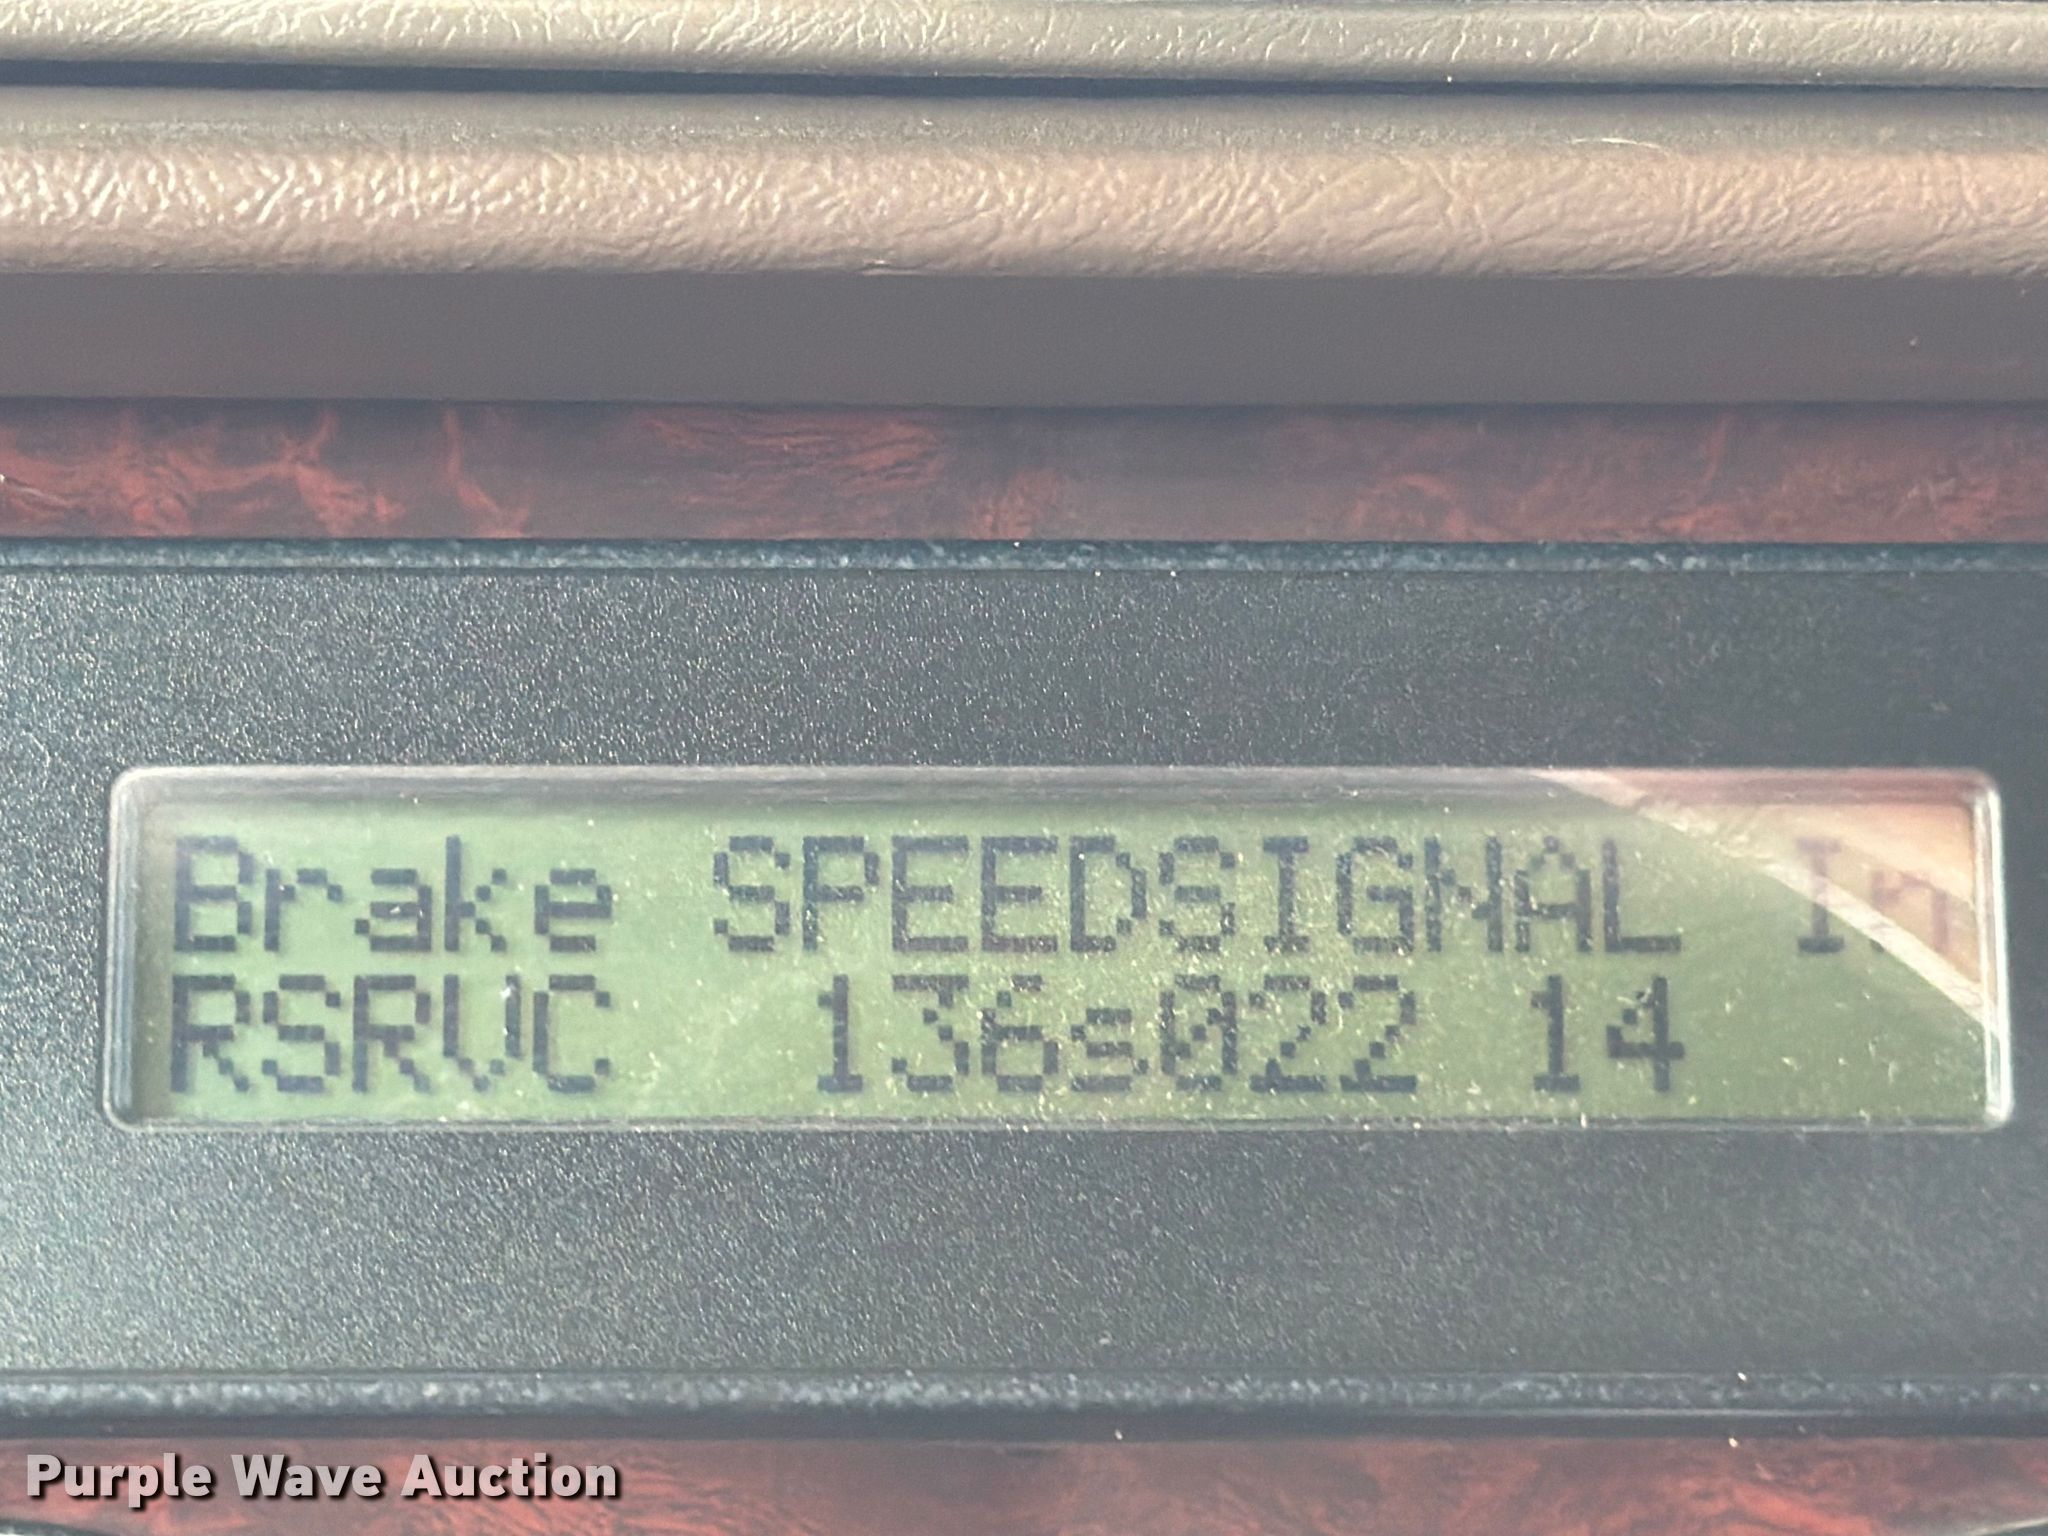 Brake SPEEDSIGNAL
RSRVC 136s022 14
Purple Wave Auction